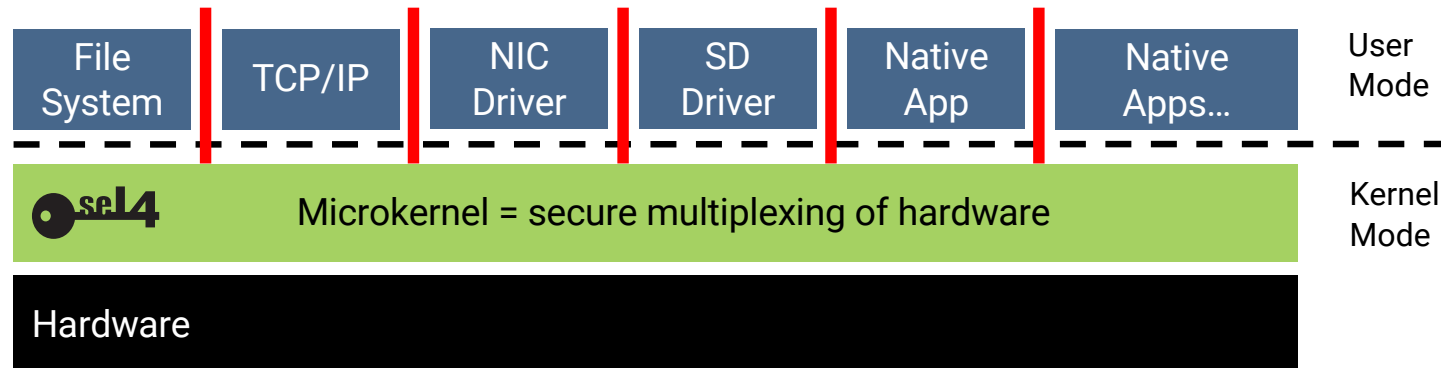 File
System
TCP/IP
NIC
Driver
SD
Driver
Native
App
Native
Apps…
User
Mode
seL4
Microkernel = secure multiplexing of hardware
Kernel
Mode
Hardware